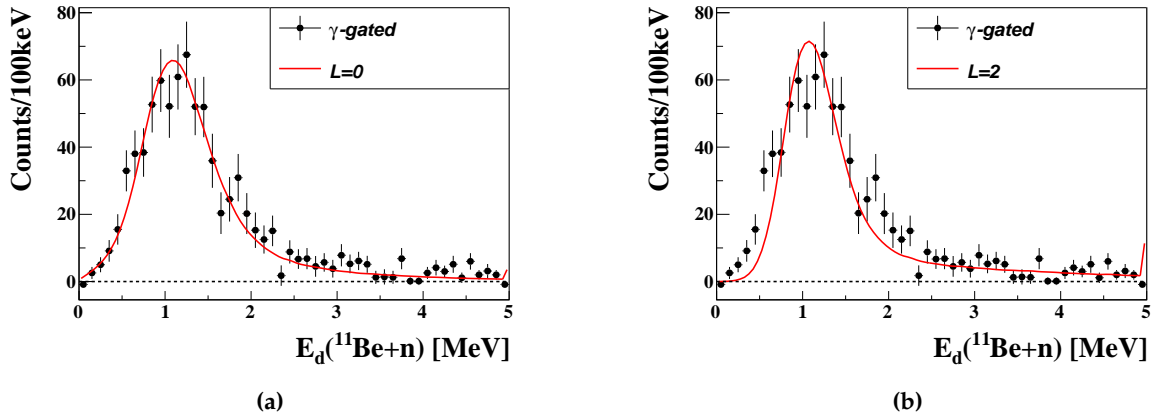 Counts/100keV
80
60
40
20
0
γ-gated
L=0
0 1 2 3 4 5
E_d(¹¹Be+n) [MeV]
(a)
Counts/100keV
80
60
40
20
0
γ-gated
L=2
0 1 2 3 4 5
E_d(¹¹Be+n) [MeV]
(b)